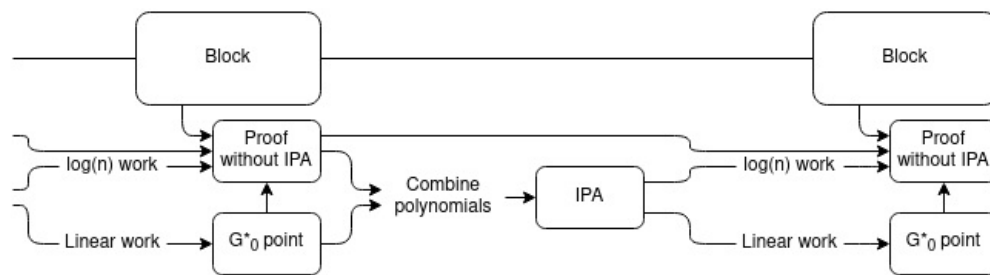 Block
Block
Proof
without IPA
Proof
without IPA
log(n) work
log(n) work
Combine
polynomials
IPA
Linear work
G*0 point
Linear work
G*0 point